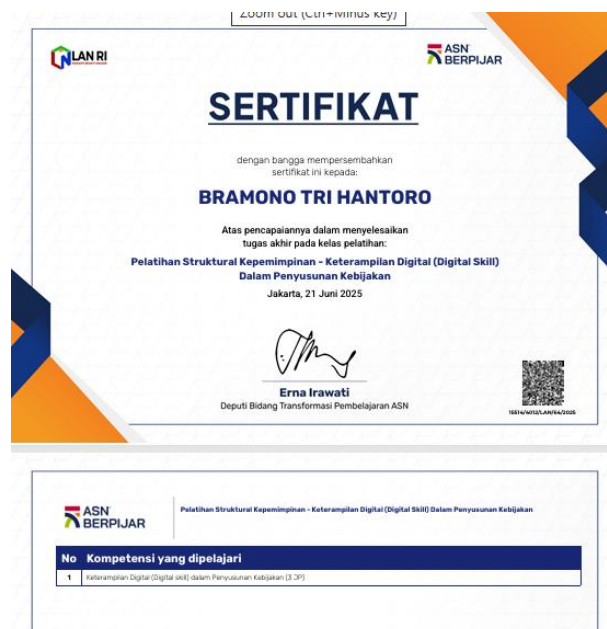 Zoom out (Ctrl+Minus key)
LAN RI
ASN
BERPIJAR
SERTIFIKAT
dengan bangga mempersembahkan
sertifikat ini kepada:
BRAMONO TRI HANTORO
Atas pencapaiannya dalam menyelesaikan
tugas akhir pada kelas pelatihan:
Pelatihan Struktural Kepemimpinan - Keterampilan Digital (Digital Skill)
Dalam Penyusunan Kebijakan
Jakarta, 21 Juni 2025
Erna Irawati
Deputi Bidang Transformasi Pembelajaran ASN
ASN
BERPIJAR
Pelatihan Struktural Kepemimpinan - Keterampilan Digital (Digital Skill) Dalam Penyusunan Kebijakan
No Kompetensi yang dipelajari
1 Keterampilan Digital (Digital skill) dalam Penyusunan Kebijakan (3 JP)